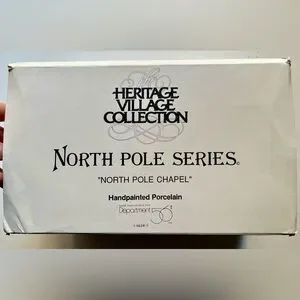 The
HERITAGE
VILLAGE
COLLECTION
NORTH POLE SERIES
"NORTH POLE CHAPEL"
Handpainted Porcelain
Department 56